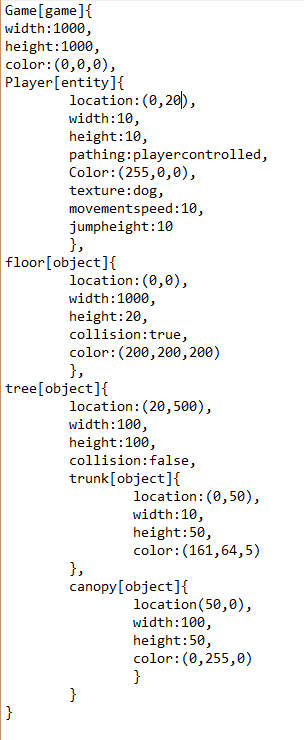 Game[game]{
width:1000,
height:1000,
color:(0,0,0),
Player[entity]{
location:(0,20),
width:10,
height:10,
pathing:playercontrolled,
Color:(255,0,0),
texture:dog,
movementspeed:10,
jumpheight:10
},
floor[object]{
location:(0,0),
width:1000,
height:20,
collision:true,
color:(200,200,200)
},
tree[object]{
location:(20,500),
width:100,
height:100,
collision:false,
trunk[object]{
location:(0,50),
width:10,
height:50,
color:(161,64,5)
},
canopy[object]{
location(50,0),
width:100,
height:50,
color:(0,255,0)
}
}
}